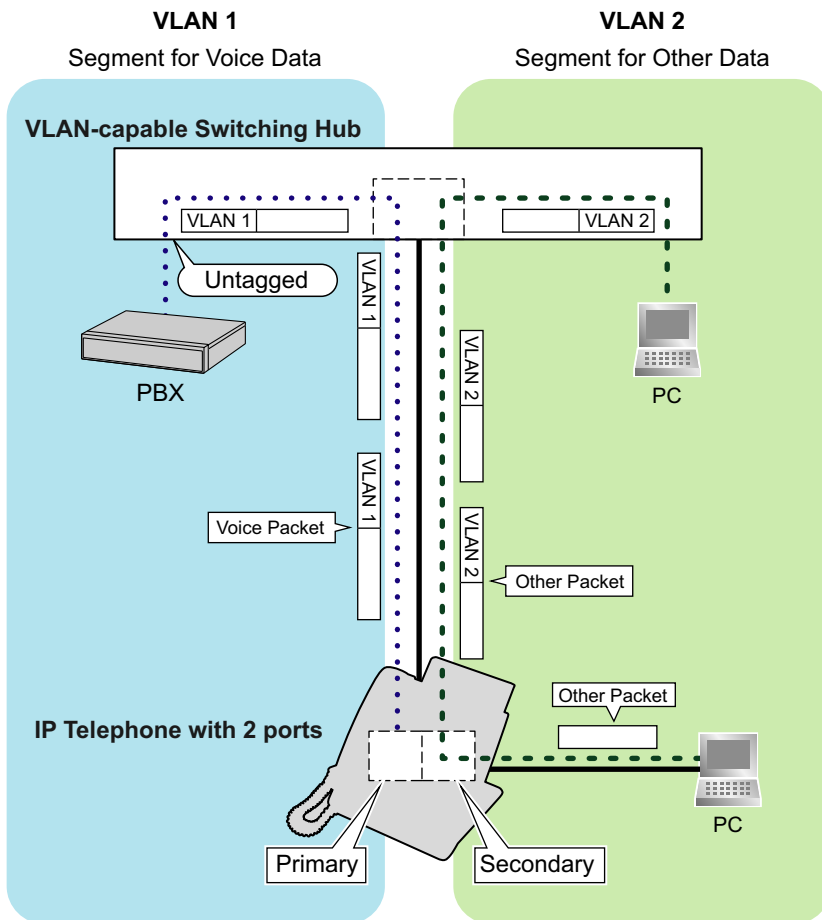 VLAN 1
Segment for Voice Data
VLAN 2
Segment for Other Data
VLAN-capable Switching Hub
VLAN 1
VLAN 2
Untagged
VLAN 1
PBX
VLAN 2
PC
VLAN 1
Voice Packet
VLAN 2
Other Packet
Other Packet
IP Telephone with 2 ports
PC
Primary
Secondary